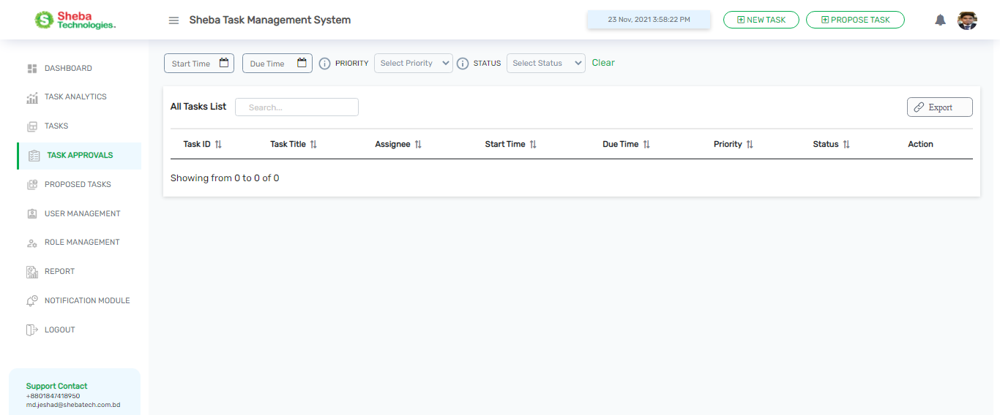 Sheba
Technologies.
Sheba Task Management System
23 Nov, 2021 3:58:22 PM
NEW TASK
PROPOSE TASK
DASHBOARD
TASK ANALYTICS
TASKS
TASK APPROVALS
PROPOSED TASKS
USER MANAGEMENT
ROLE MANAGEMENT
REPORT
NOTIFICATION MODULE
LOGOUT
Support Contact
+8801847418950
md.jeshad@shebatech.com.bd
Start Time
Due Time
PRIORITY
Select Priority
STATUS
Select Status
Clear
All Tasks List
Search...
Export
Task ID Task Title Assignee Start Time Due Time Priority Status Action
Showing from 0 to 0 of 0